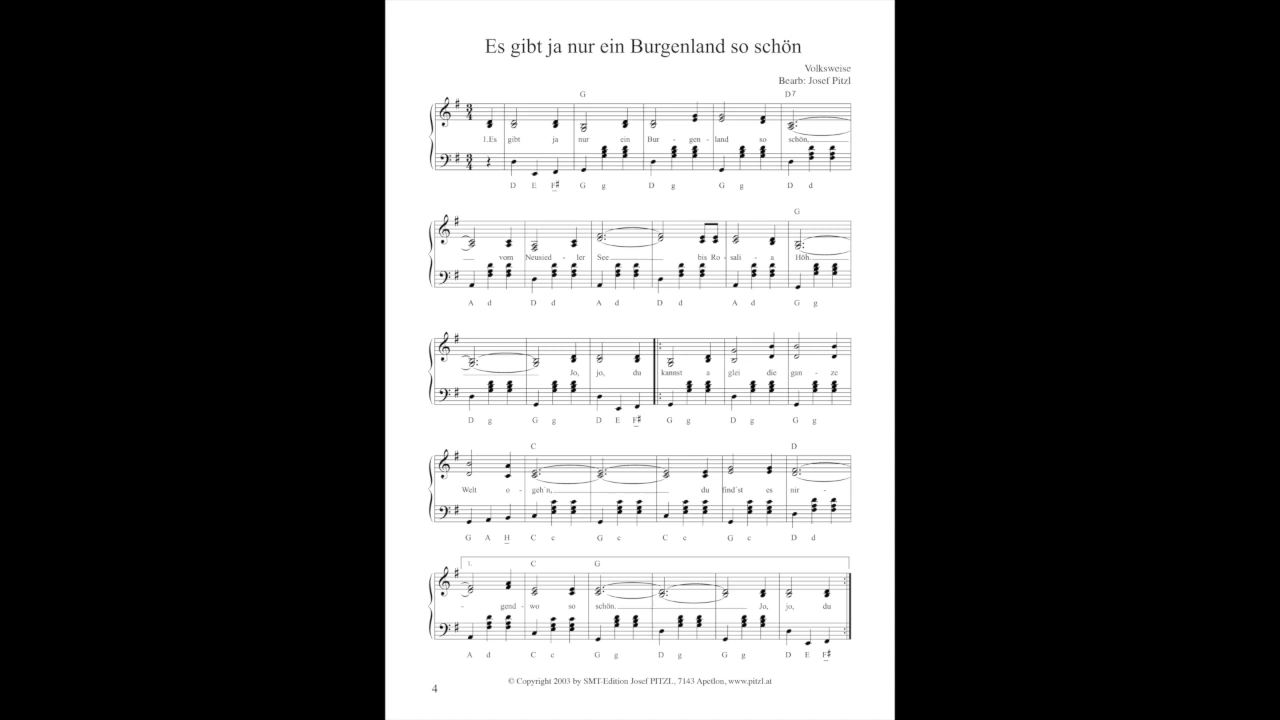 Es gibt ja nur ein Burgenland so schön
Volksweise
Bearb: Josef Pitzl
G D7
1.Es gibt ja nur ein Bur - gen - land so schön,
D E F# G g D g G g D d
G
vom Neusied - ler See bis Ro - sali - a Höh.
A d D d A d D d A d G g
Jo, jo, du kannst a glei die gan - ze
D g G g D E F# G g D g G g
C D
Welt o - geh´n, du find´st es nir -
G A H C c G c C c G c D d
1. C G
- gend - wo so schön. Jo, jo, du
A d C c G g D g G g D E F#
© Copyright 2003 by SMT-Edition Josef PITZL, 7143 Apetlon, www.pitzl.at
4